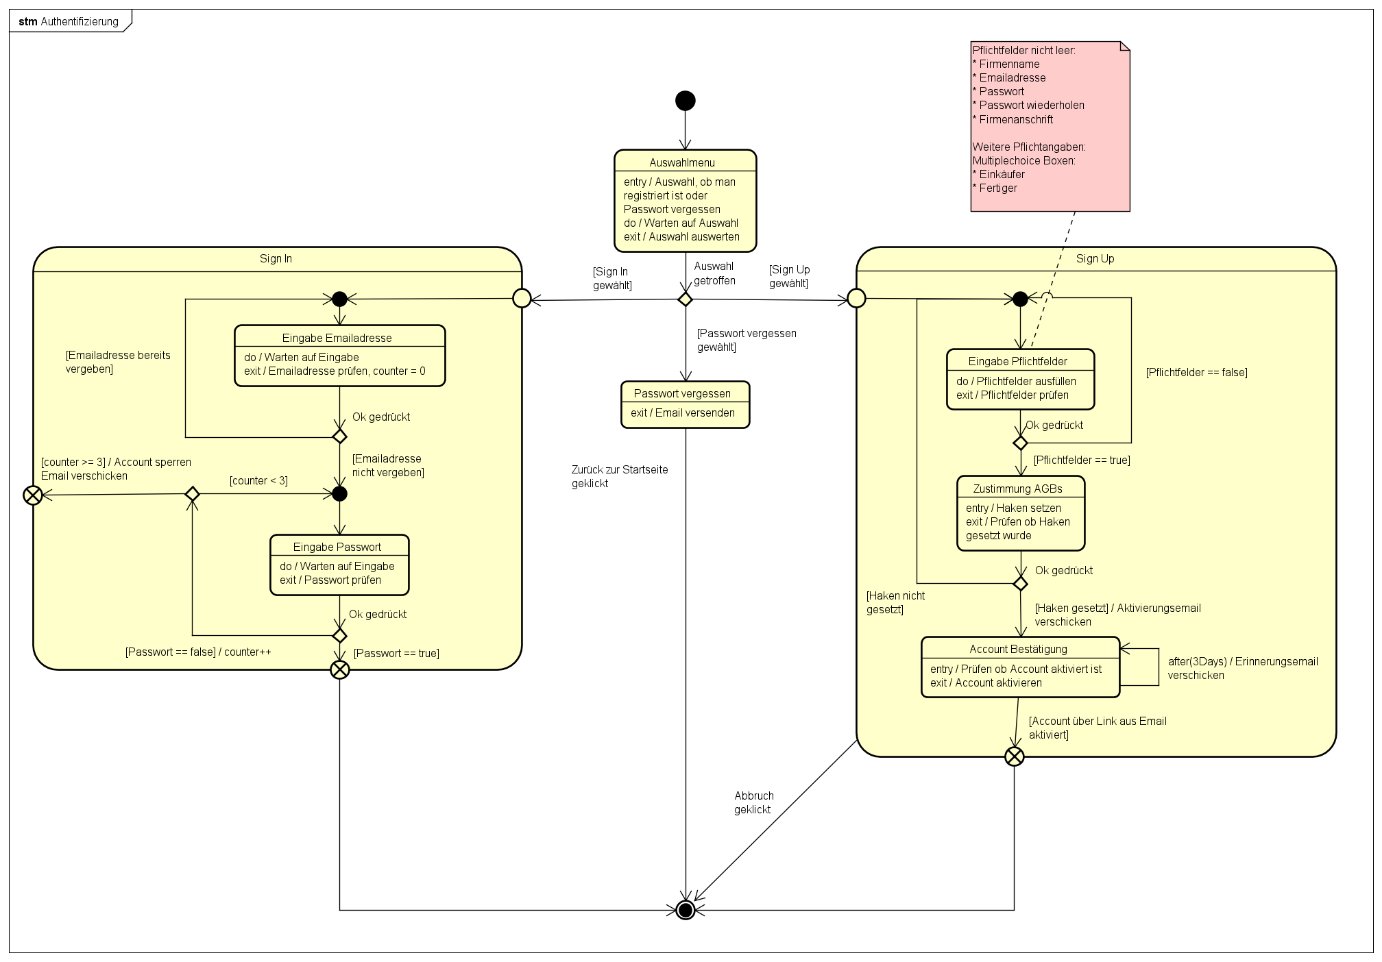 stm Authentifizierung
Pflichtfelder nicht leer:
* Firmenname
* Emailadresse
* Passwort
* Passwort wiederholen
* Firmenanschrift
Weitere Pflichtangaben:
Multiplechoice Boxen:
* Einkäufer
* Fertiger
Auswahlmenu
entry / Auswahl, ob man
registriert ist oder
Passwort vergessen
do / Warten auf Auswahl
exit / Auswahl auswerten
Auswahl
getroffen
[Sign In
gewählt]
[Sign Up
gewählt]
[Passwort vergessen
gewählt]
Passwort vergessen
exit / Email versenden
Zurück zur Startseite
geklickt
Sign In
Eingabe Emailadresse
do / Warten auf Eingabe
exit / Emailadresse prüfen, counter = 0
[Emailadresse bereits
vergeben]
Ok gedrückt
[Emailadresse
nicht vergeben]
[counter >= 3] / Account sperren
Email verschicken
[counter < 3]
Eingabe Passwort
do / Warten auf Eingabe
exit / Passwort prüfen
Ok gedrückt
[Passwort == false] / counter++
[Passwort == true]
Sign Up
Eingabe Pflichtfelder
do / Pflichtfelder ausfüllen
exit / Pflichtfelder prüfen
[Pflichtfelder == false]
Ok gedrückt
[Pflichtfelder == true]
Zustimmung AGBs
entry / Haken setzen
exit / Prüfen ob Haken
gesetzt wurde
Ok gedrückt
[Haken nicht
gesetzt]
[Haken gesetzt] / Aktivierungsemail
verschicken
Account Bestätigung
entry / Prüfen ob Account aktiviert ist
exit / Account aktivieren
after(3Days) / Erinnerungsemail
verschicken
[Account über Link aus Email
aktiviert]
Abbruch
geklickt